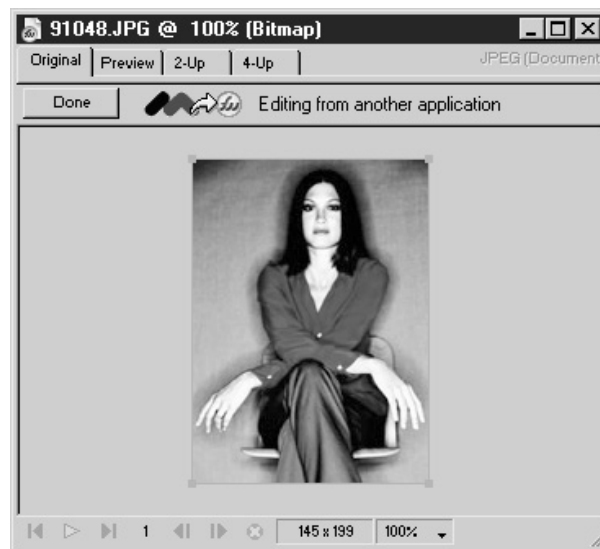 91048.JPG @ 100% (Bitmap)
Original Preview 2-Up 4-Up JPEG (Document
Done Editing from another application
1 145 x 199 100%